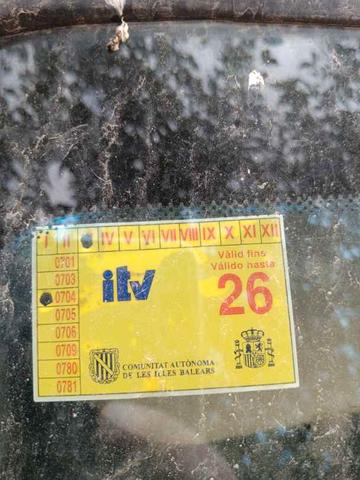 I II IV V VI VII VIII IX X XI XII
0701
0703
0704
0705
0706
0709
0780
0781
itv
Vàlid fins
Válido hasta
26
COMUNITAT AUTÒNOMA
DE LES ILLES BALEARS